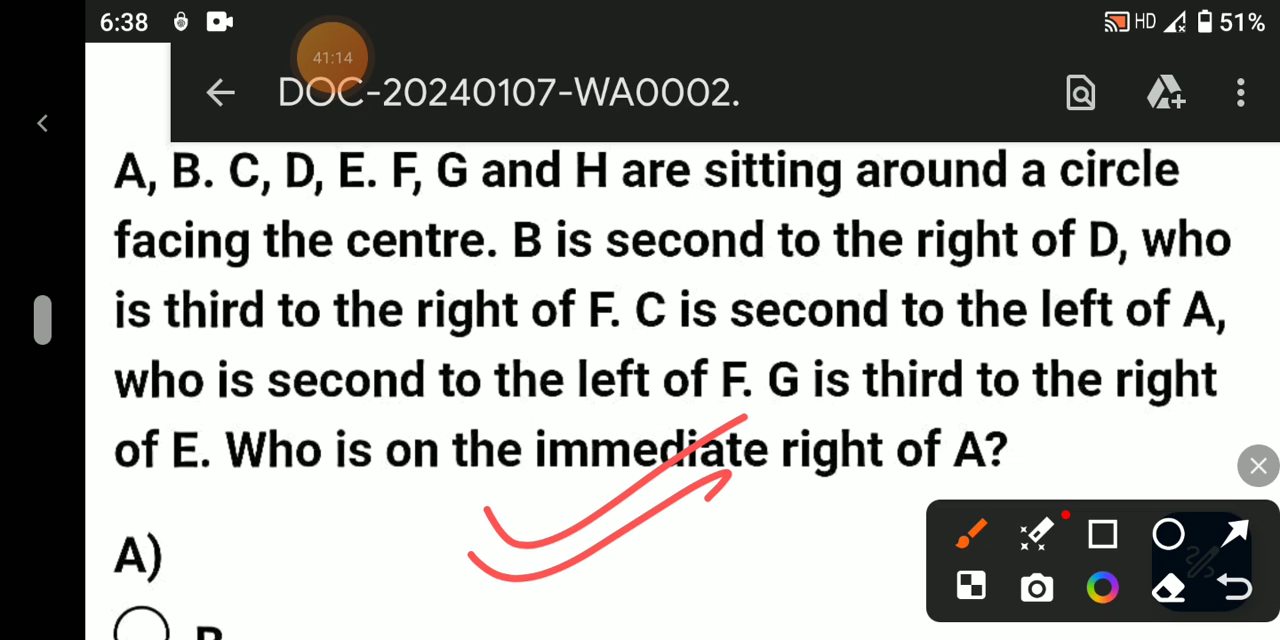 6:38 HD 51%
41:14
DOC-20240107-WA0002.
A, B. C, D, E. F, G and H are sitting around a circle
facing the centre. B is second to the right of D, who
is third to the right of F. C is second to the left of A,
who is second to the left of F. G is third to the right
of E. Who is on the immediate right of A?
A)